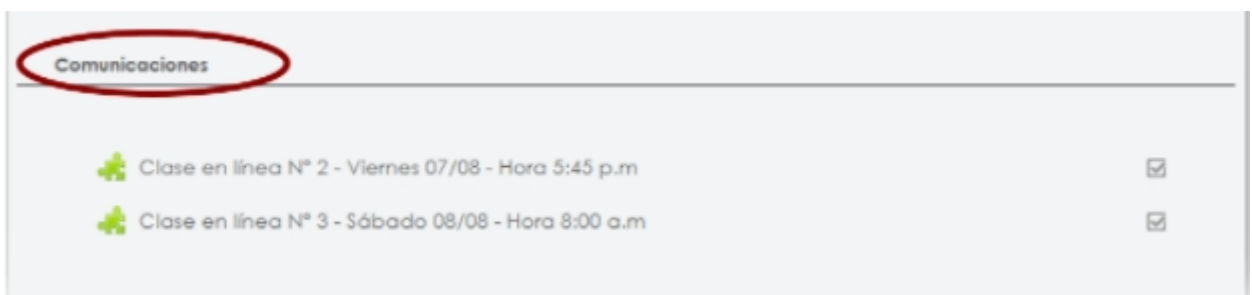 Comunicaciones
Clase en línea N° 2 - Viernes 07/08 - Hora 5:45 p.m
Clase en línea N° 3 - Sábado 08/08 - Hora 8:00 a.m